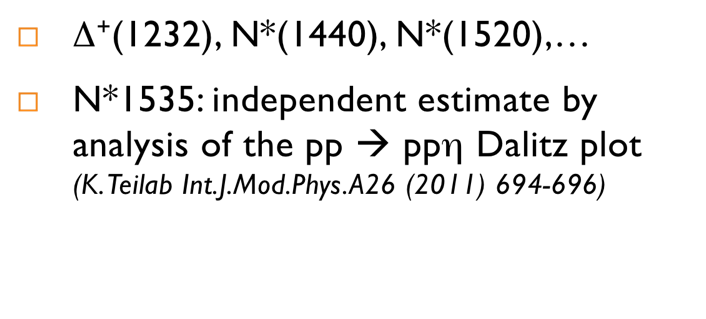 Δ⁺(1232), N*(1440), N*(1520),…
N*1535: independent estimate by
analysis of the pp → ppη Dalitz plot
(K. Teilab Int.J.Mod.Phys.A26 (2011) 694-696)